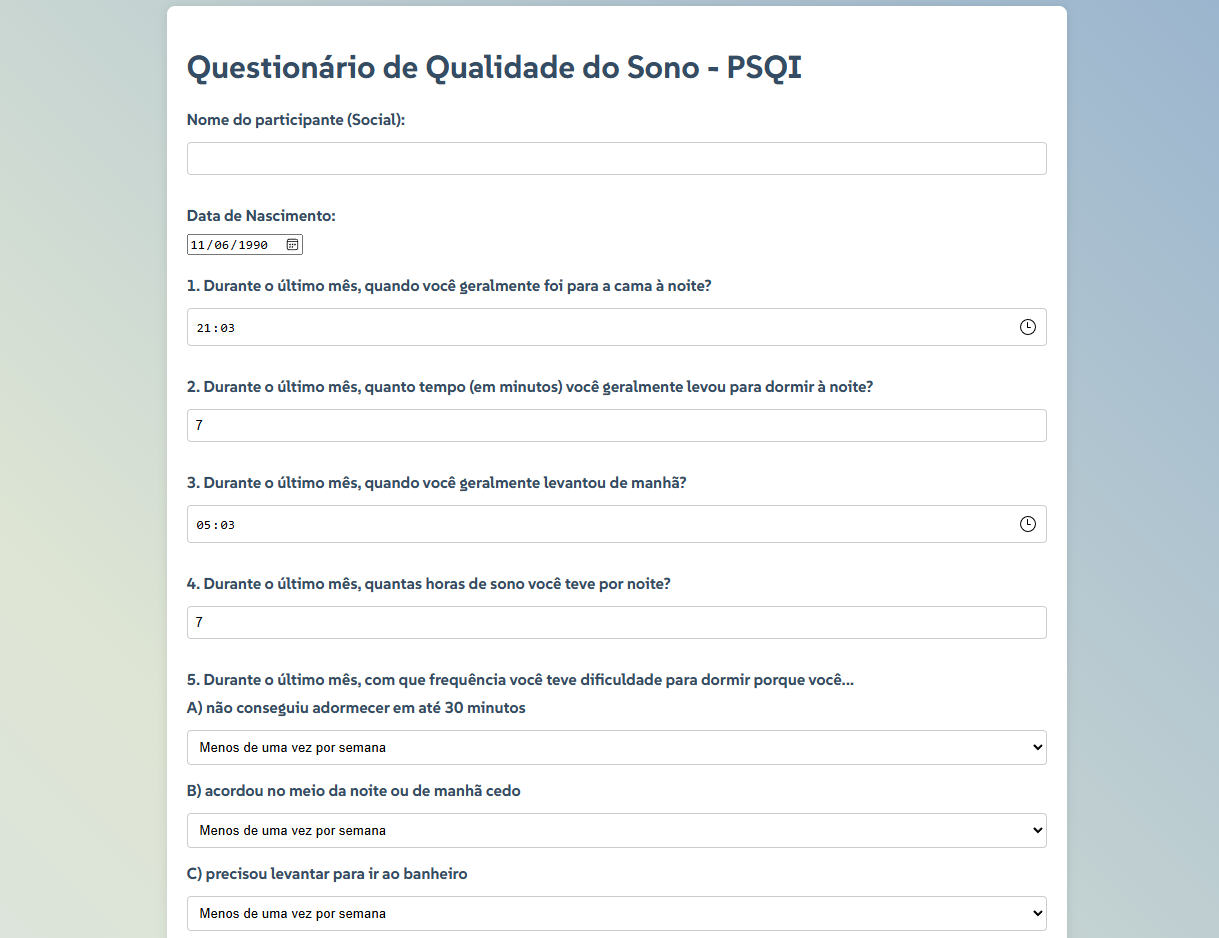 Questionário de Qualidade do Sono - PSQI
Nome do participante (Social):
Data de Nascimento:
11/06/1990
1. Durante o último mês, quando você geralmente foi para a cama à noite?
21:03
2. Durante o último mês, quanto tempo (em minutos) você geralmente levou para dormir à noite?
7
3. Durante o último mês, quando você geralmente levantou de manhã?
05:03
4. Durante o último mês, quantas horas de sono você teve por noite?
7
5. Durante o último mês, com que frequência você teve dificuldade para dormir porque você...
A) não conseguiu adormecer em até 30 minutos
Menos de uma vez por semana
B) acordou no meio da noite ou de manhã cedo
Menos de uma vez por semana
C) precisou levantar para ir ao banheiro
Menos de uma vez por semana